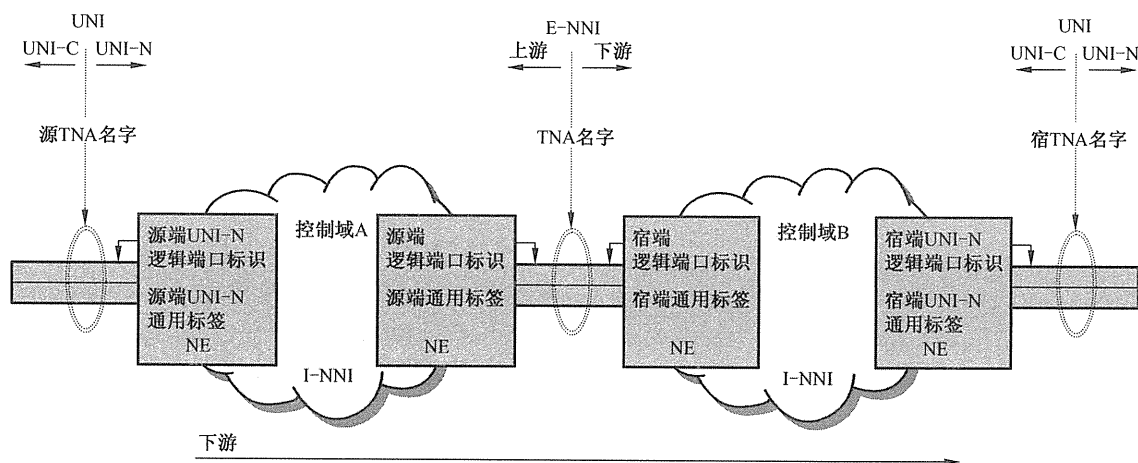 UNI
UNI-C
UNI-N
源TNA名字
E-NNI
上游
下游
TNA名字
UNI
UNI-C
UNI-N
宿TNA名字
源端UNI-N
逻辑端口标识
源端UNI-N
通用标签
NE
控制域A
I-NNI
源端
逻辑端口标识
源端通用标签
NE
宿端
逻辑端口标识
宿端通用标签
NE
控制域B
I-NNI
宿端UNI-N
逻辑端口标识
宿端UNI-N
通用标签
NE
下游